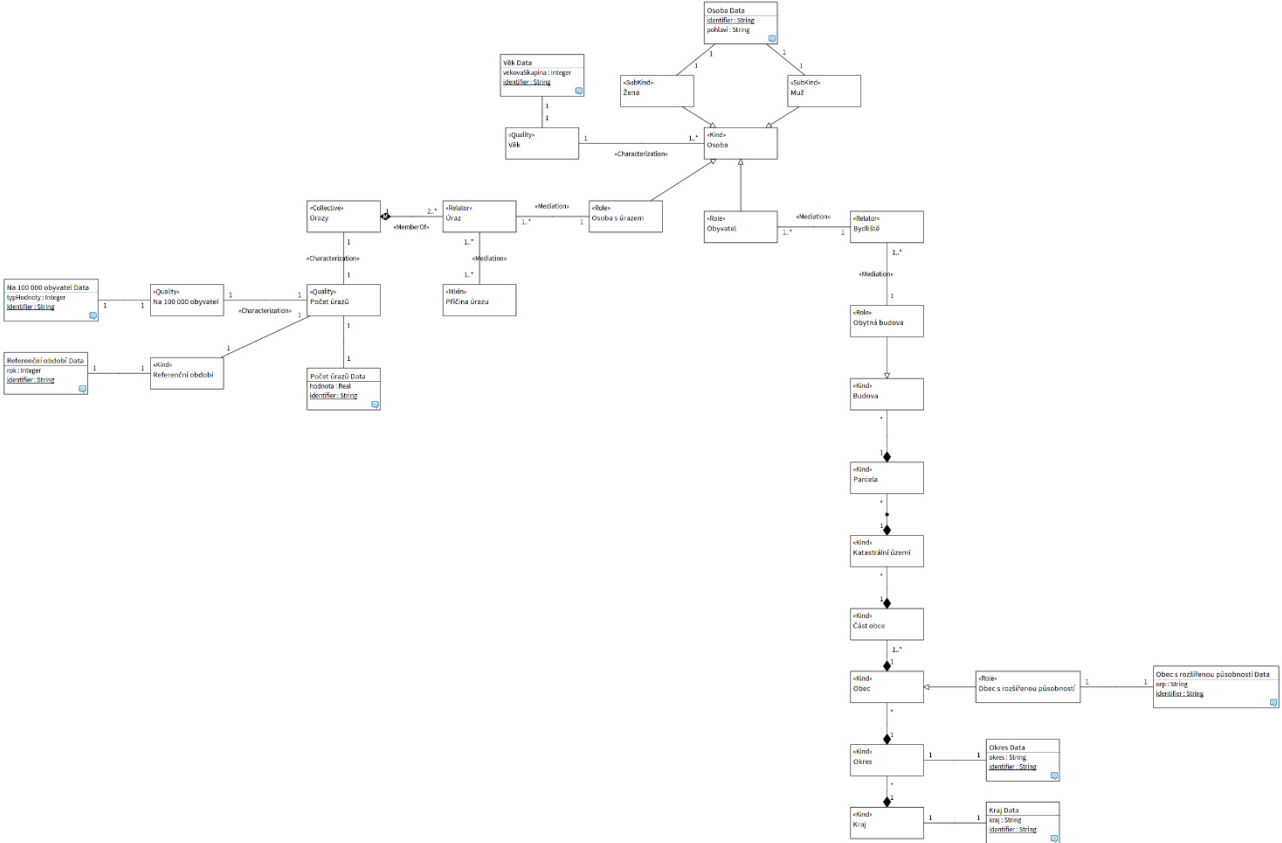 Osoba Data
identifier : String
pohlaví : String
1
1
1
1
Věk Data
vekovaSkupina : Integer
identifier : String
1
1
«SubKind»
Žena
«SubKind»
Muž
«Quality»
Věk
1
1..*
«Characterization»
«Kind»
Osoba
«Collective»
Úrazy
1
2..*
«MemberOf»
«Relator»
Úraz
«Mediation»
1..*
1
«Role»
Osoba s úrazem
«Role»
Obyvatel
«Mediation»
1..*
1
«Relator»
Bydliště
1
«Characterization»
1
1..*
«Mediation»
1..*
1..*
«Mediation»
1
Na 100 000 obyvatel Data
typHodnoty : Integer
identifier : String
1
1
«Quality»
Na 100 000 obyvatel
1
1
«Characterization»
1
1
«Quality»
Počet úrazů
«Mixin»
Příčina úrazu
«Role»
Obytná budova
Referenční období Data
rok : Integer
identifier : String
1
1
«Kind»
Referenční období
1
1
Počet úrazů Data
hodnota : Real
identifier : String
«Kind»
Budova
*
1
«Kind»
Parcela
*
1
«Kind»
Katastrální území
*
1
«Kind»
Část obce
1..*
1
«Kind»
Obec
«Role»
Obec s rozšířenou působností
1
1
Obec s rozšířenou působností Data
orp : String
identifier : String
*
1
«Kind»
Okres
1
1
Okres Data
okres : String
identifier : String
*
1
«Kind»
Kraj
1
1
Kraj Data
kraj : String
identifier : String